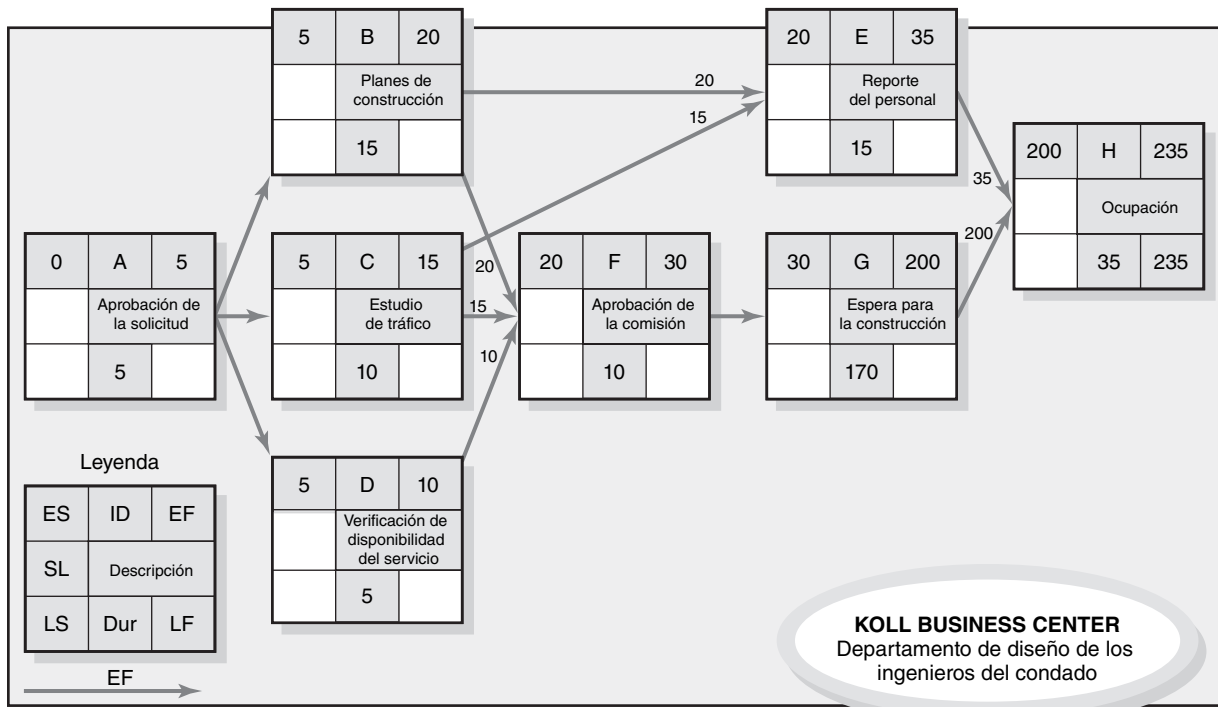 5 B 20
Planes de
construcción
15
20 E 35
Reporte
del personal
15
20
15
200 H 235
Ocupación
35 235
35
200
0 A 5
Aprobación de
la solicitud
5
5 C 15
Estudio
de tráfico
10
20
15
10
20 F 30
Aprobación de
la comisión
10
30 G 200
Espera para
la construcción
170
5 D 10
Verificación de
disponibilidad
del servicio
5
Leyenda
ES ID EF
SL Descripción
LS Dur LF
EF
KOLL BUSINESS CENTER
Departamento de diseño de los
ingenieros del condado